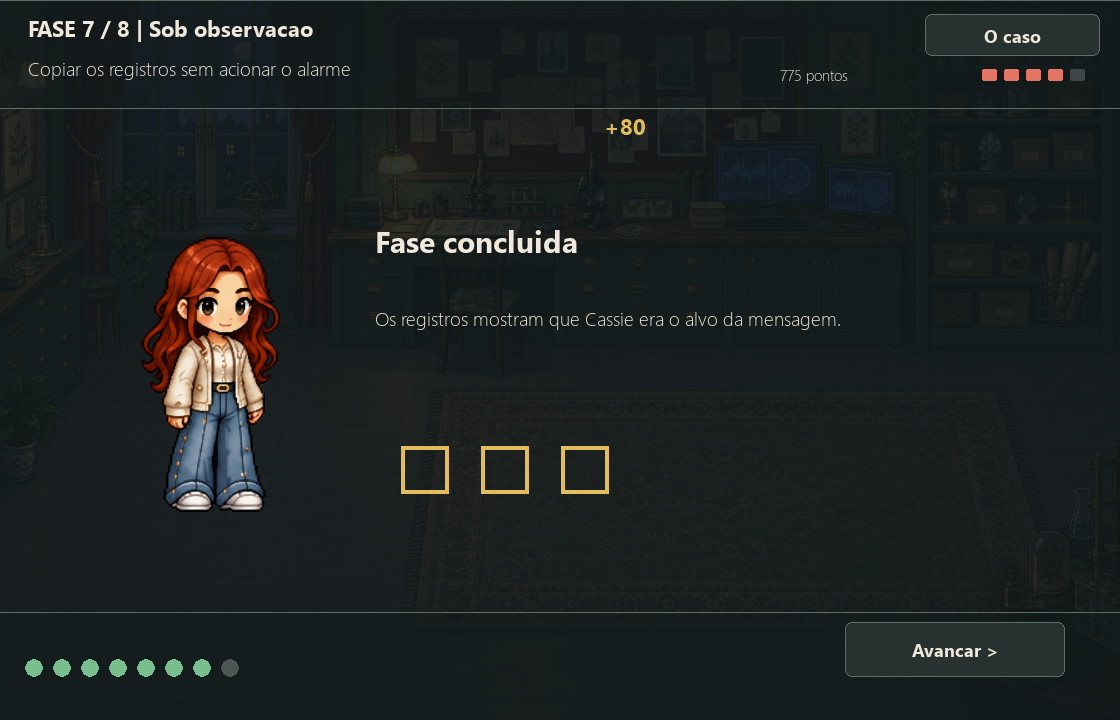 FASE 7 / 8 | Sob observacao
O caso
Copiar os registros sem acionar o alarme
775 pontos
+80
Fase concluida
Os registros mostram que Cassie era o alvo da mensagem.
Avancar >